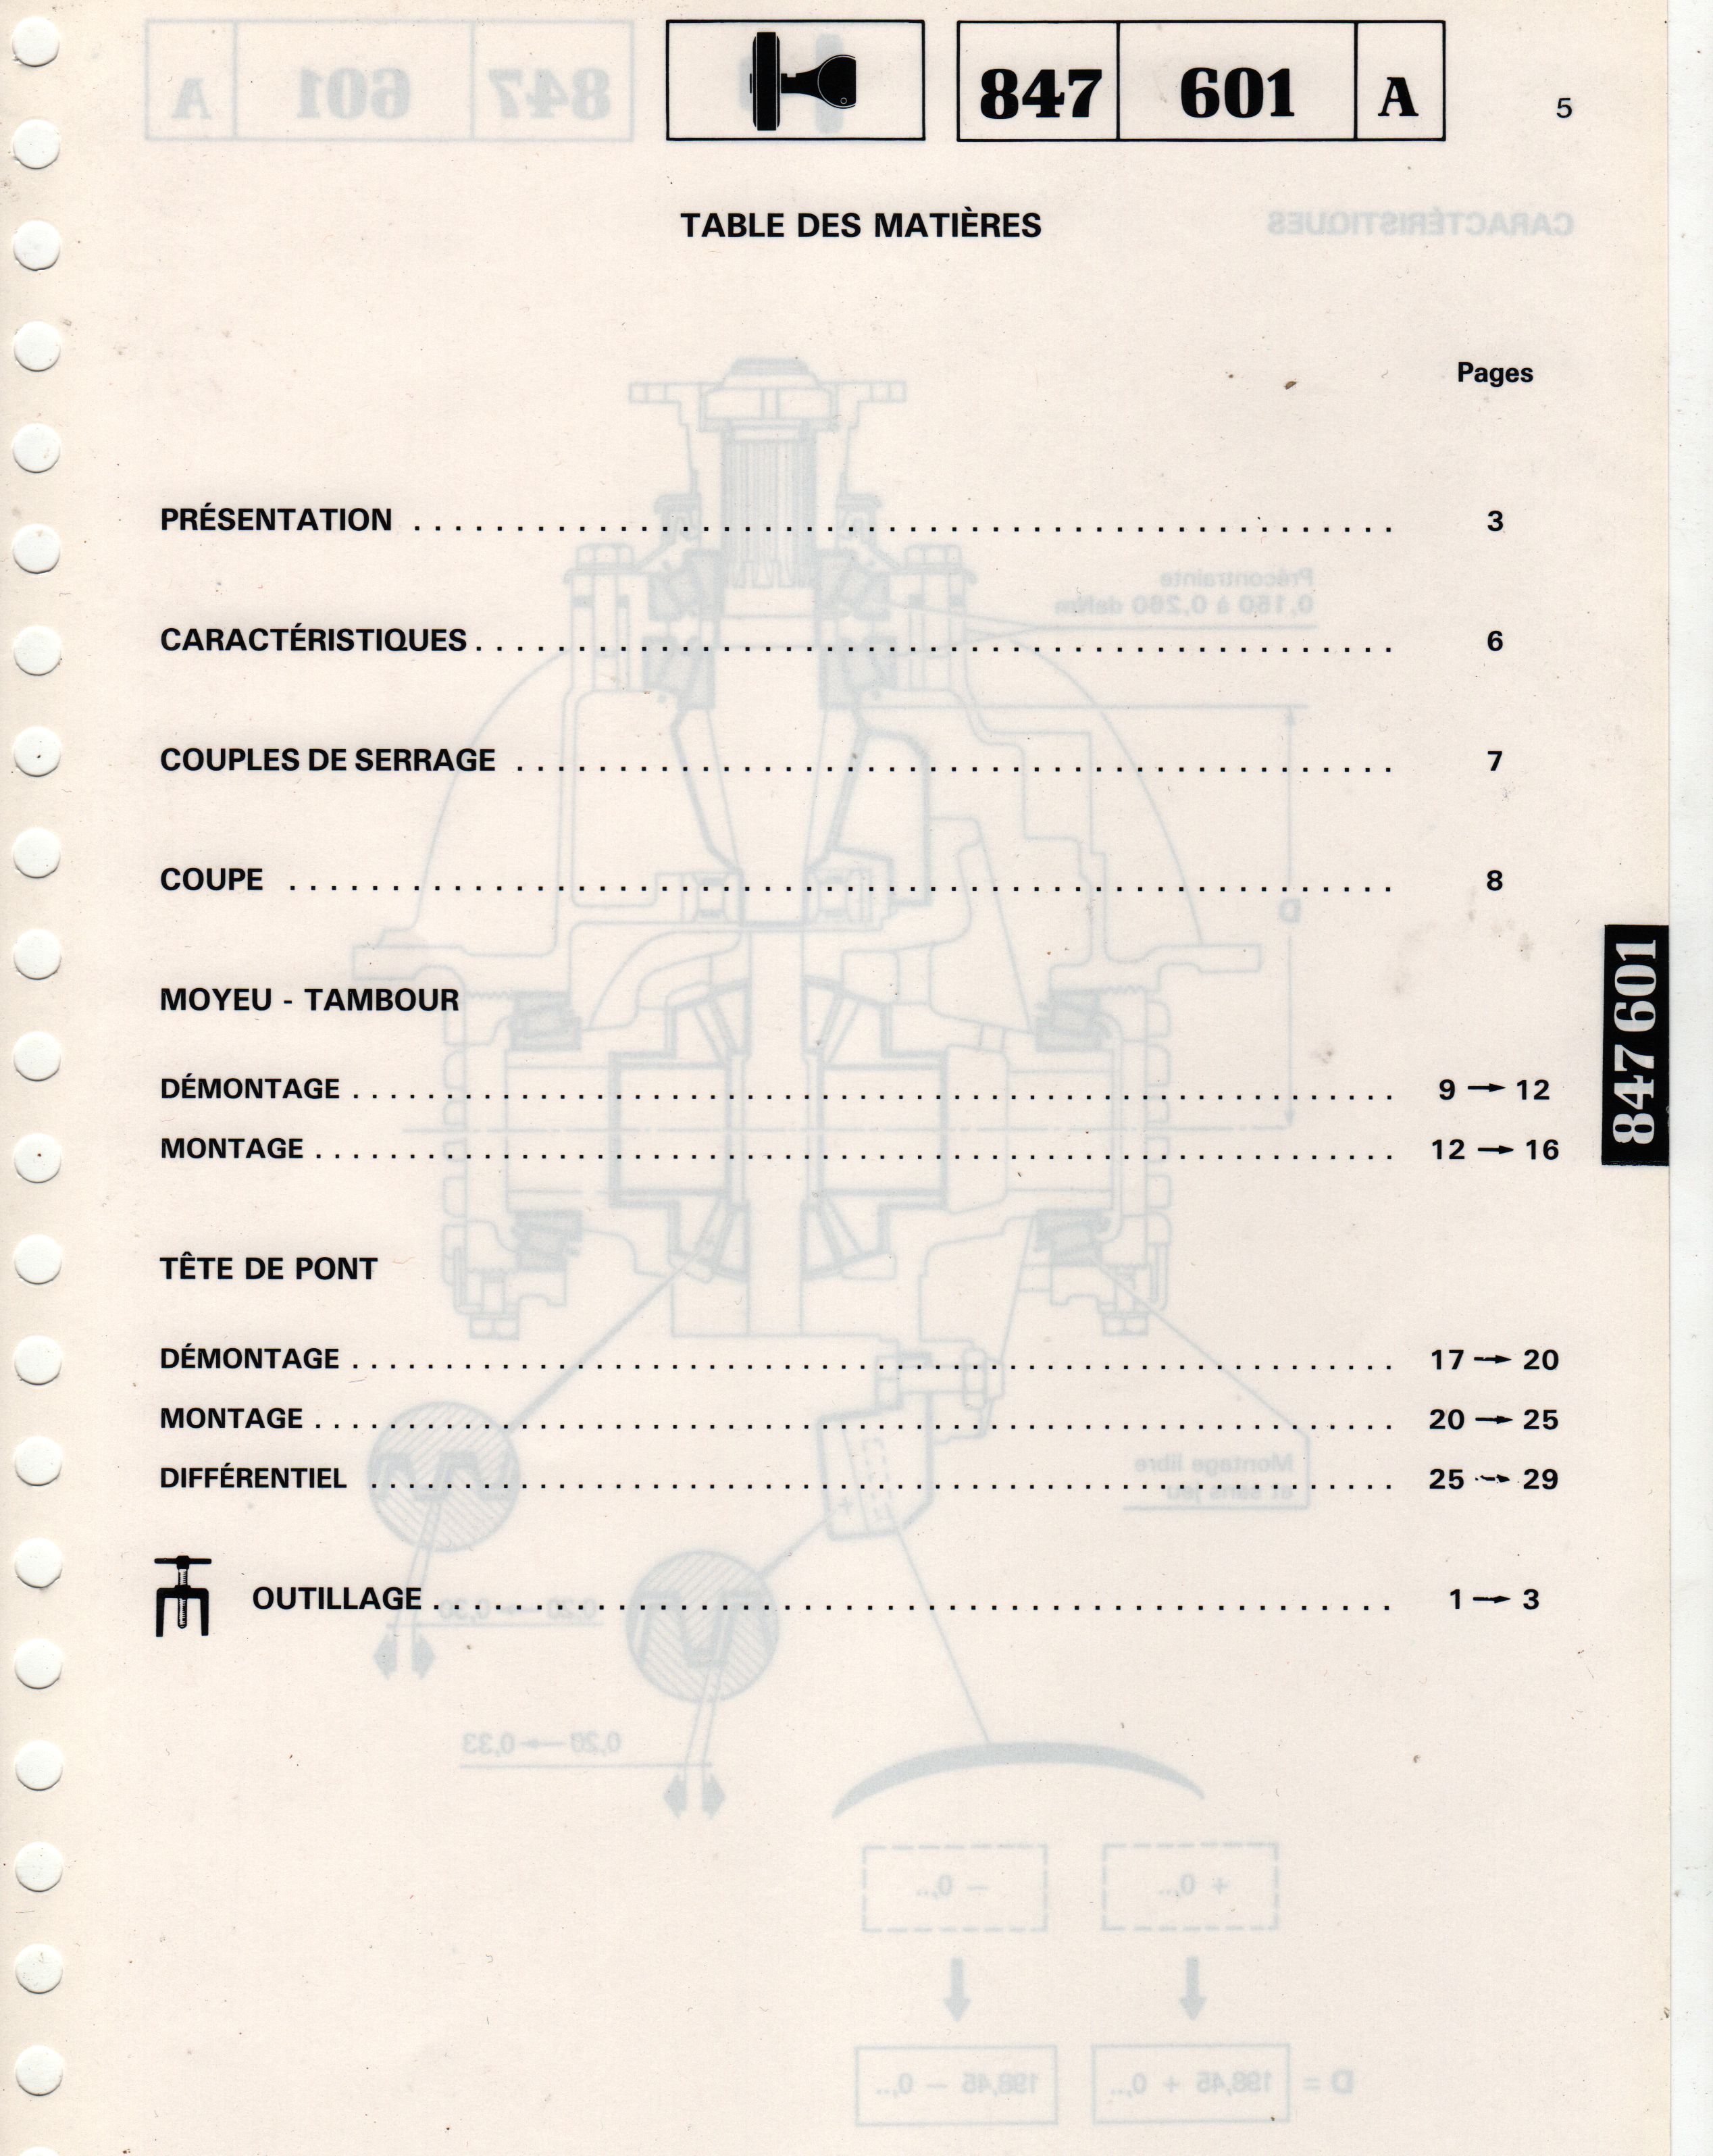 847 601 A 5
TABLE DES MATIÈRES
Pages
PRÉSENTATION . . . . . . . . . . . . . . . . . . . . . . . . . . . . . . 3
CARACTÉRISTIQUES . . . . . . . . . . . . . . . . . . . . . . . . . . . . . . 6
COUPLES DE SERRAGE . . . . . . . . . . . . . . . . . . . . . . . . . . . . . . 7
COUPE . . . . . . . . . . . . . . . . . . . . . . . . . . . . . . 8
MOYEU - TAMBOUR
DÉMONTAGE . . . . . . . . . . . . . . . . . . . . . . . . . . . . . . 9 → 12
MONTAGE . . . . . . . . . . . . . . . . . . . . . . . . . . . . . . 12 → 16
TÊTE DE PONT
DÉMONTAGE . . . . . . . . . . . . . . . . . . . . . . . . . . . . . . 17 → 20
MONTAGE . . . . . . . . . . . . . . . . . . . . . . . . . . . . . . 20 → 25
DIFFÉRENTIEL . . . . . . . . . . . . . . . . . . . . . . . . . . . . . . 25 → 29
OUTILLAGE . . . . . . . . . . . . . . . . . . . . . . . . . . . . . . 1 → 3
847 601